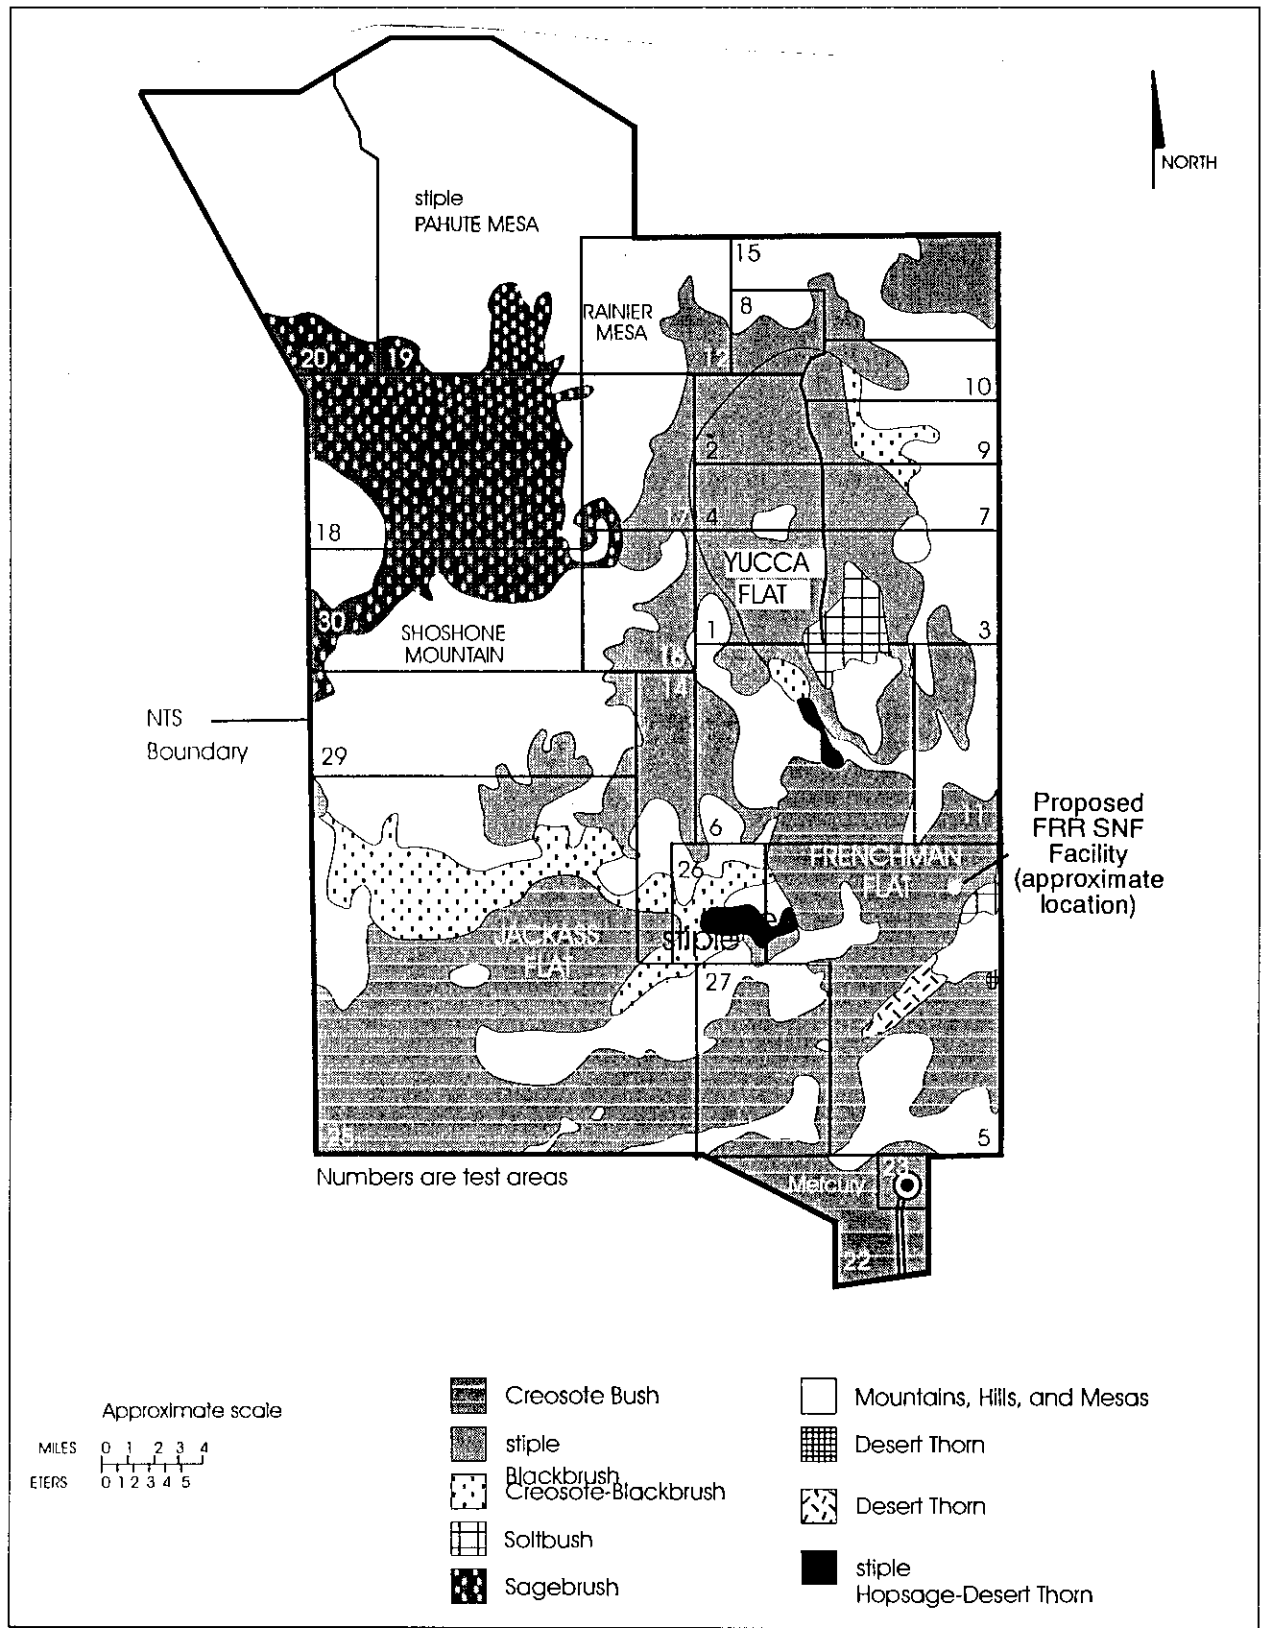 NORTH
stiple
PAHUTE MESA
15
RAINIER
MESA
8
20
19
12
10
2
9
17
4
7
18
YUCCA
FLAT
30
1
3
SHOSHONE
MOUNTAIN
16
14
NTS
Boundary
29
11
6
Proposed
FRR SNF
Facility
(approximate
location)
FRENCHMAN
FLAT
26
stiple
JACKASS
FLAT
27
25
5
Numbers are test areas
Mercury
23
22
Approximate scale
MILES 0 1 2 3 4
ETERS 0 1 2 3 4 5
Creosote Bush
stiple
Blackbrush
Creosote-Blackbrush
Soltbush
Sagebrush
Mountains, Hills, and Mesas
Desert Thorn
Desert Thorn
stiple
Hopsage-Desert Thorn